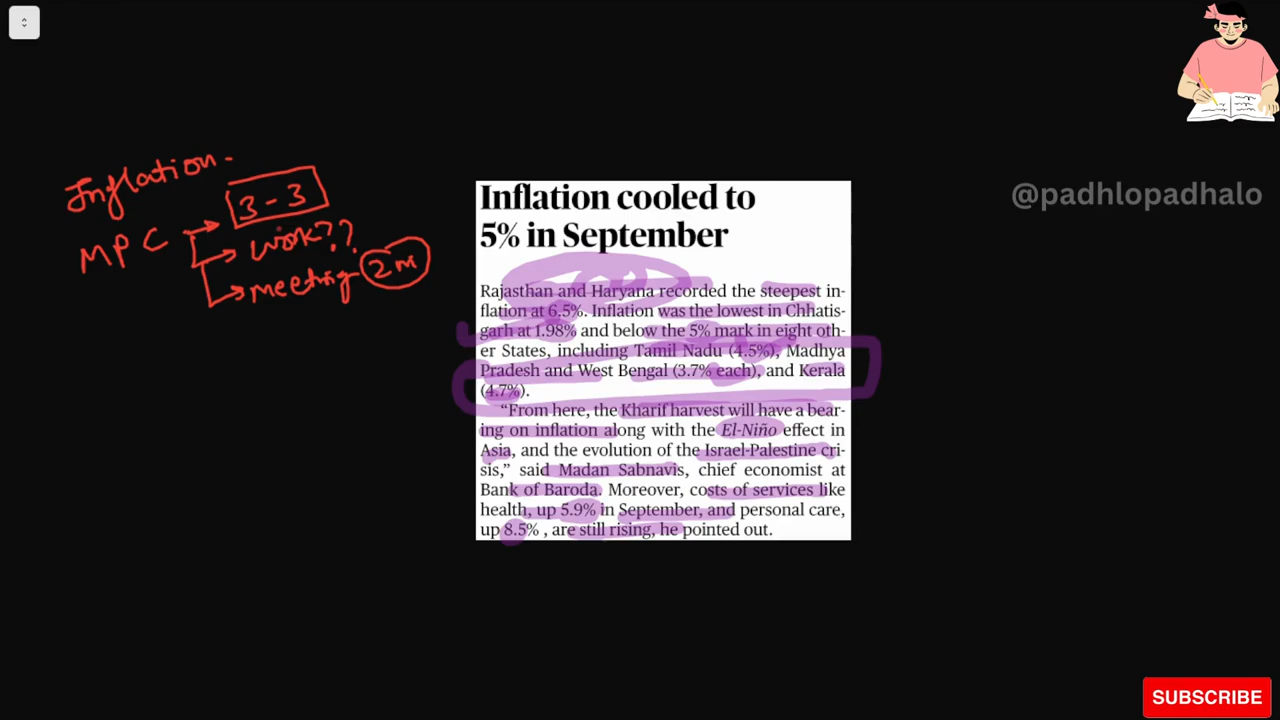 Inflation.
MPC → 3-3
→ work??
→ meeting 2m
Inflation cooled to
5% in September
Rajasthan and Haryana recorded the steepest in-
flation at 6.5%. Inflation was the lowest in Chhatis-
garh at 1.98% and below the 5% mark in eight oth-
er States, including Tamil Nadu (4.5%), Madhya
Pradesh and West Bengal (3.7% each), and Kerala
(4.7%).
“From here, the Kharif harvest will have a bear-
ing on inflation along with the El-Niño effect in
Asia, and the evolution of the Israel-Palestine cri-
sis,” said Madan Sabnavis, chief economist at
Bank of Baroda. Moreover, costs of services like
health, up 5.9% in September, and personal care,
up 8.5% , are still rising, he pointed out.
@padhlopadhalo
SUBSCRIBE